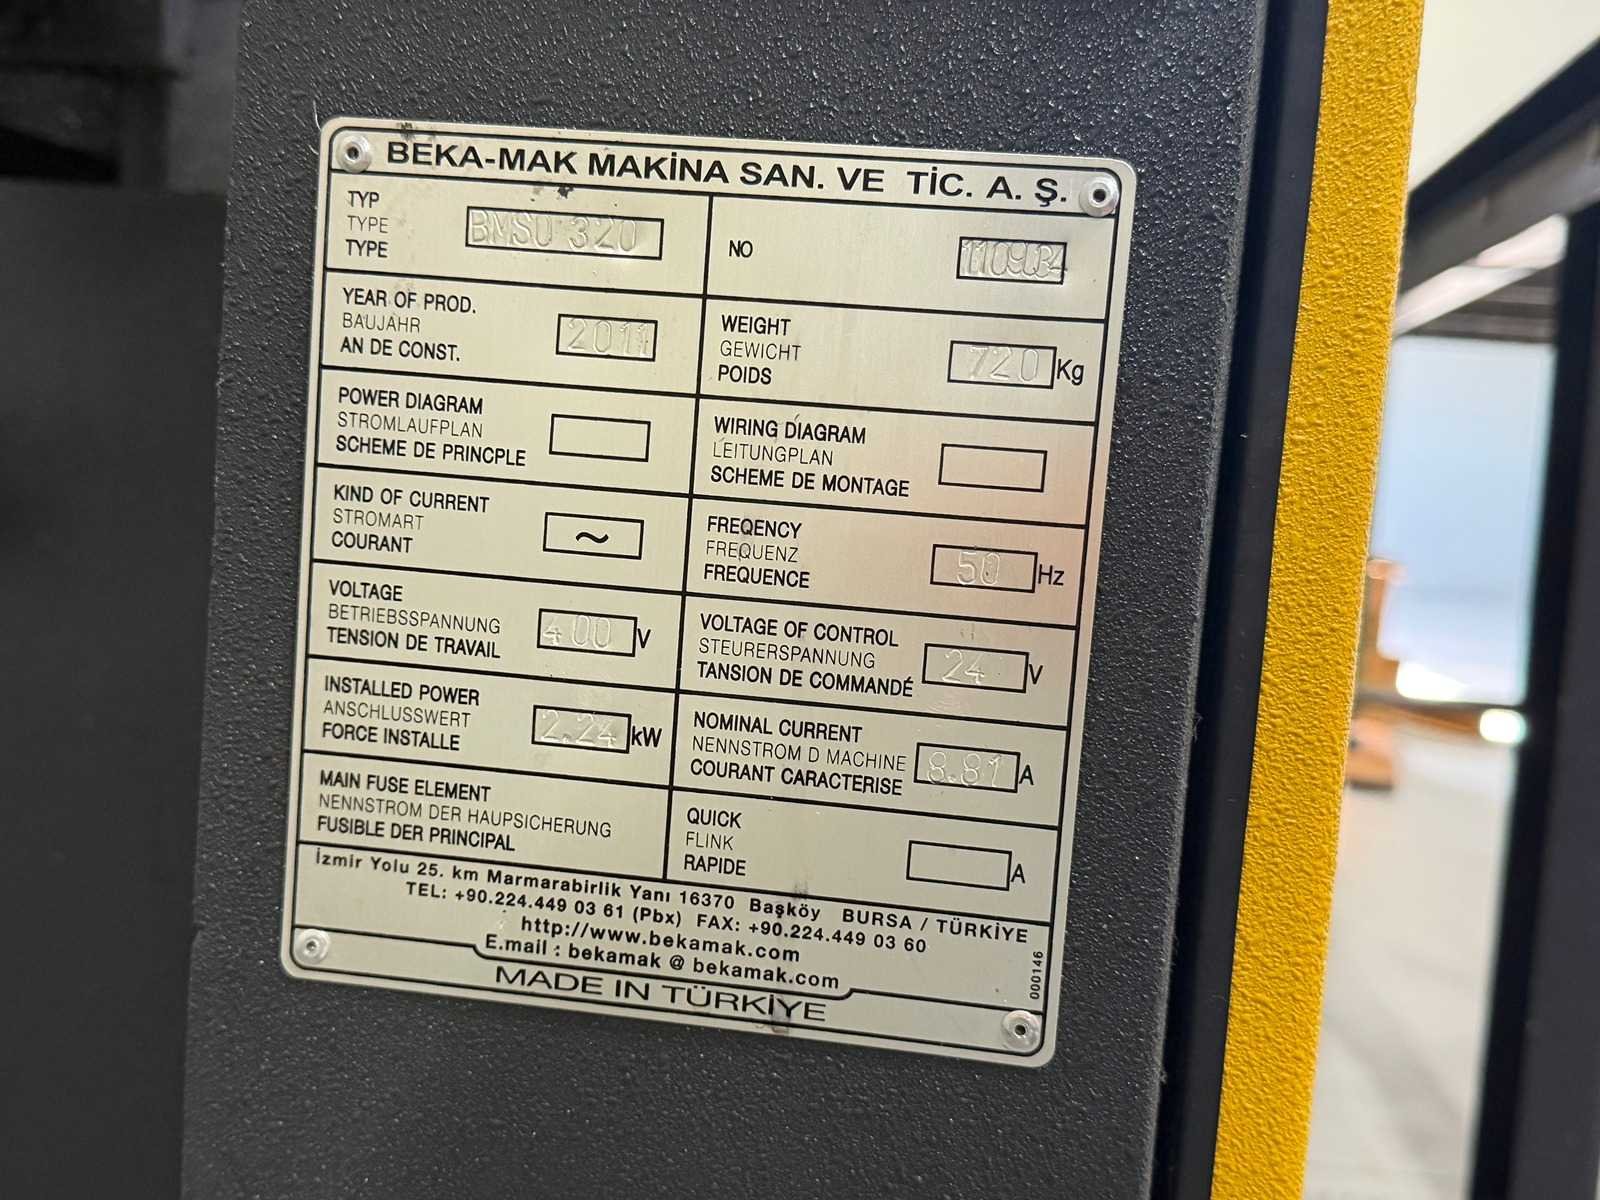 BEKA-MAK MAKİNA SAN. VE TİC. A. Ş.
TYP
TYPE
TYPE
BMSO 320
NO
YEAR OF PROD.
BAUJAHR
AN DE CONST.
2011
WEIGHT
GEWICHT
POIDS
720 Kg
POWER DIAGRAM
STROMLAUFPLAN
SCHEME DE PRINCPLE
WIRING DIAGRAM
LEITUNGPLAN
SCHEME DE MONTAGE
KIND OF CURRENT
STROMART
COURANT
~
FREQENCY
FREQUENZ
FREQUENCE
50 Hz
VOLTAGE
BETRIEBSSPANNUNG
TENSION DE TRAVAIL
400 V
VOLTAGE OF CONTROL
STEURERSPANNUNG
TANSION DE COMMANDÉ
24 V
INSTALLED POWER
ANSCHLUSSWERT
FORCE INSTALLE
2.24 kW
NOMINAL CURRENT
NENNSTROM D MACHINE
COURANT CARACTERISE
8.81 A
MAIN FUSE ELEMENT
NENNSTROM DER HAUPSICHERUNG
FUSIBLE DER PRINCIPAL
QUICK
FLINK
RAPIDE
A
İzmir Yolu 25. km Marmarabirlik Yanı 16370 Başköy BURSA / TÜRKİYE
TEL: +90.224.449 03 61 (Pbx) FAX: +90.224.449 03 60
http://www.bekamak.com
E.mail : bekamak @ bekamak.com
MADE IN TÜRKİYE
000146